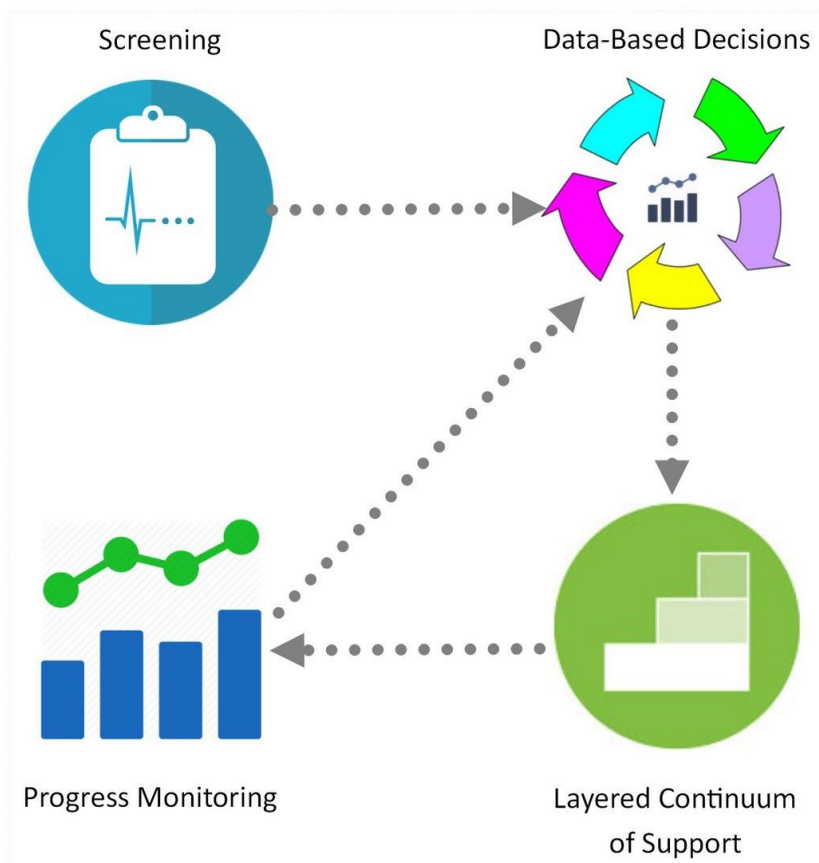 Screening
Data-Based Decisions
Progress Monitoring
Layered Continuum
of Support